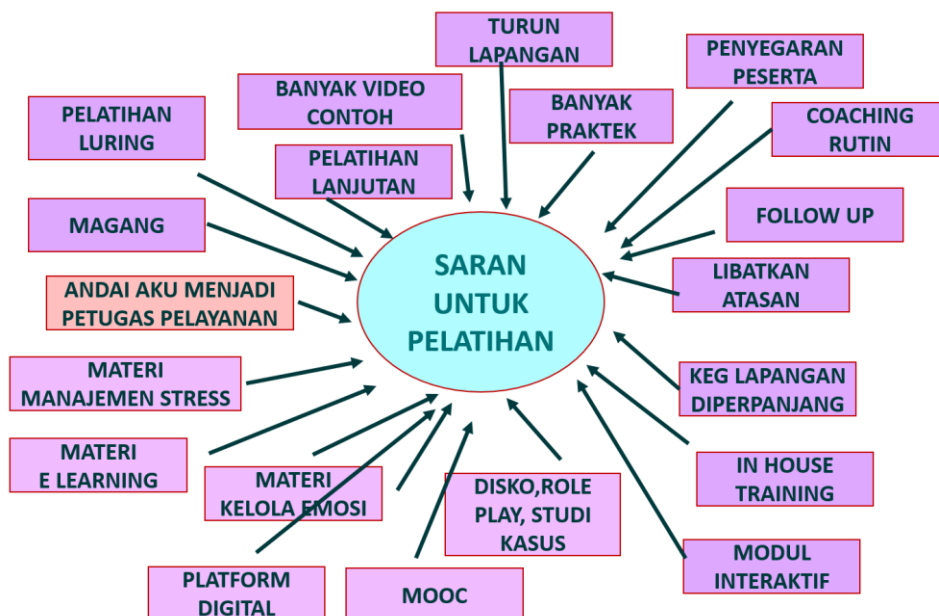 TURUN
LAPANGAN
PENYEGARAN
PESERTA
BANYAK VIDEO
CONTOH
BANYAK
PRAKTEK
COACHING
RUTIN
PELATIHAN
LURING
PELATIHAN
LANJUTAN
MAGANG
FOLLOW UP
SARAN
UNTUK
PELATIHAN
LIBATKAN
ATASAN
ANDAI AKU MENJADI
PETUGAS PELAYANAN
MATERI
MANAJEMEN STRESS
KEG LAPANGAN
DIPERPANJANG
MATERI
E LEARNING
MATERI
KELOLA EMOSI
DISKO,ROLE
PLAY, STUDI
KASUS
IN HOUSE
TRAINING
PLATFORM
DIGITAL
MOOC
MODUL
INTERAKTIF